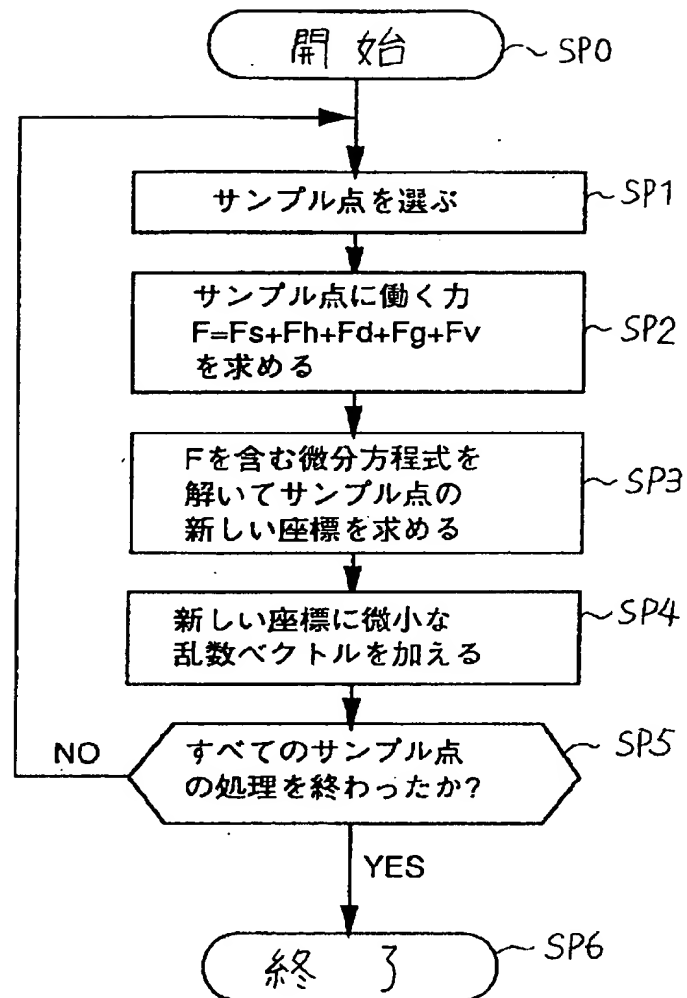 開始
SP0
サンプル点を選ぶ
SP1
サンプル点に働く力
F=Fs+Fh+Fd+Fg+Fv
を求める
SP2
Fを含む微分方程式を
解いてサンプル点の
新しい座標を求める
SP3
新しい座標に微小な
乱数ベクトルを加える
SP4
すべてのサンプル点
の処理を終わったか?
SP5
NO
YES
終了
SP6